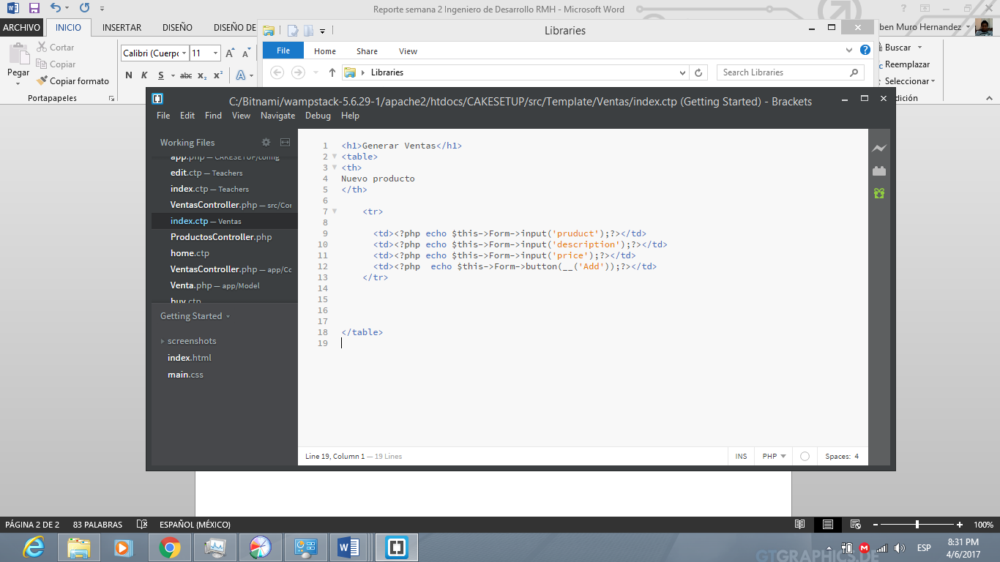 Reporte semana 2 Ingeniero de Desarrollo RMH - Microsoft Word
ARCHIVO INICIO INSERTAR DISEÑO DISEÑO DE
ben Muro Hernandez
Pegar
Cortar
Copiar
Copiar formato
Portapapeles
Calibri (Cuerpo 11
N K S abc x₂ x² A
Buscar
Reemplazar
Seleccionar
dición
Libraries
File Home Share View
Libraries
Search Libraries
C:/Bitnami/wampstack-5.6.29-1/apache2/htdocs/CAKESETUP/src/Template/Ventas/index.ctp (Getting Started) - Brackets
File Edit Find View Navigate Debug Help
Working Files
app.php — CAKESETUP/config
edit.ctp — Teachers
index.ctp — Teachers
VentasController.php — src/Cor
index.ctp — Ventas
ProductosController.php
home.ctp
VentasController.php — app/Cc
Venta.php — app/Model
buy.ctp
Getting Started
screenshots
index.html
main.css
1 <h1>Generar Ventas</h1>
2 <table>
3 <th>
4 Nuevo producto
5 </th>
6
7 <tr>
8
9 <td><?php echo $this->Form->input('pruduct');?></td>
10 <td><?php echo $this->Form->input('description');?></td>
11 <td><?php echo $this->Form->input('price');?></td>
12 <td><?php  echo $this->Form->button(__('Add'));?></td>
13 </tr>
14
15
16
17
18 </table>
19
Line 19, Column 1 — 19 Lines
INS PHP Spaces: 4
PÁGINA 2 DE 2 83 PALABRAS ESPAÑOL (MÉXICO)
100%
GTGRAPHICS.DE
ESP
8:31 PM
4/6/2017